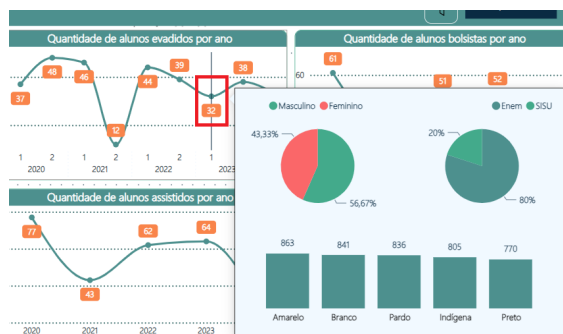 Quantidade de alunos evadidos por ano
37
48
46
12
44
39
32
38
1 2 1 2 1 2 1
2020 2021 2022 2023
Quantidade de alunos bolsistas por ano
60
61
51
52
Masculino Feminino
43,33%
56,67%
Enem SISU
20%
80%
863 841 836 805 770
Amarelo Branco Pardo Indígena Preto
Quantidade de alunos assistidos por ano
77
43
62
64
2020 2021 2022 2023